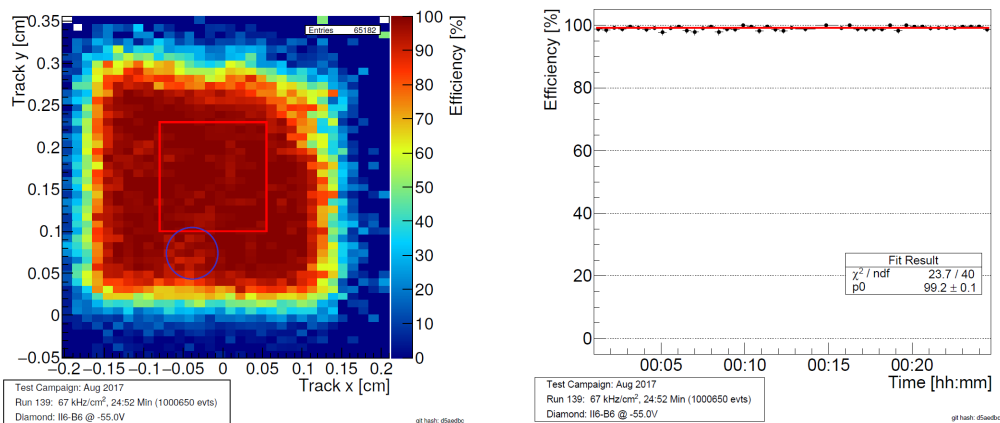 Track y [cm]
0.35
0.3
0.25
0.2
0.15
0.1
0.05
0
−0.05
Entries 65182
100
90
80
70
60
50
40
30
20
10
0
Efficiency [%]
−0.2 −0.15 −0.1 −0.05 0 0.05 0.1 0.15 0.2
Track x [cm]
Test Campaign: Aug 2017
Run 139: 67 kHz/cm², 24:52 Min (1000650 evts)
Diamond: II6-B6 @ -55.0V
git hash: d5aedbc
Efficiency [%]
100
80
60
40
20
0
Fit Result
χ² / ndf 23.7 / 40
p0 99.2 ± 0.1
00:05 00:10 00:15 00:20
Time [hh:mm]
Test Campaign: Aug 2017
Run 139: 67 kHz/cm², 24:52 Min (1000650 evts)
Diamond: II6-B6 @ -55.0V
git hash: d5aedbc